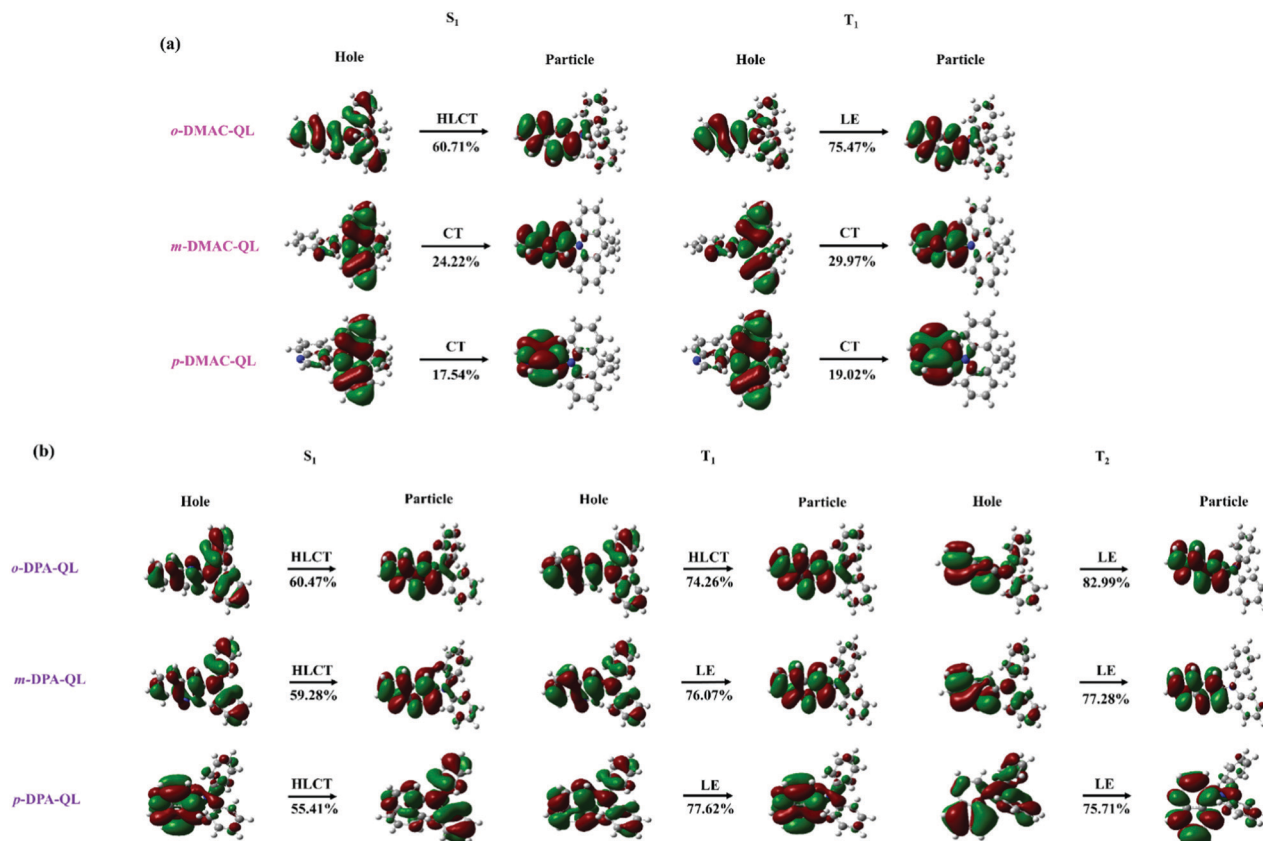 S1 T1
(a)
Hole Particle Hole Particle
o-DMAC-QL HLCT 60.71% LE 75.47%
m-DMAC-QL CT 24.22% CT 29.97%
p-DMAC-QL CT 17.54% CT 19.02%
(b)
S1 T1 T2
Hole Particle Hole Particle Hole Particle
o-DPA-QL HLCT 60.47% HLCT 74.26% LE 82.99%
m-DPA-QL HLCT 59.28% LE 76.07% LE 77.28%
p-DPA-QL HLCT 55.41% LE 77.62% LE 75.71%